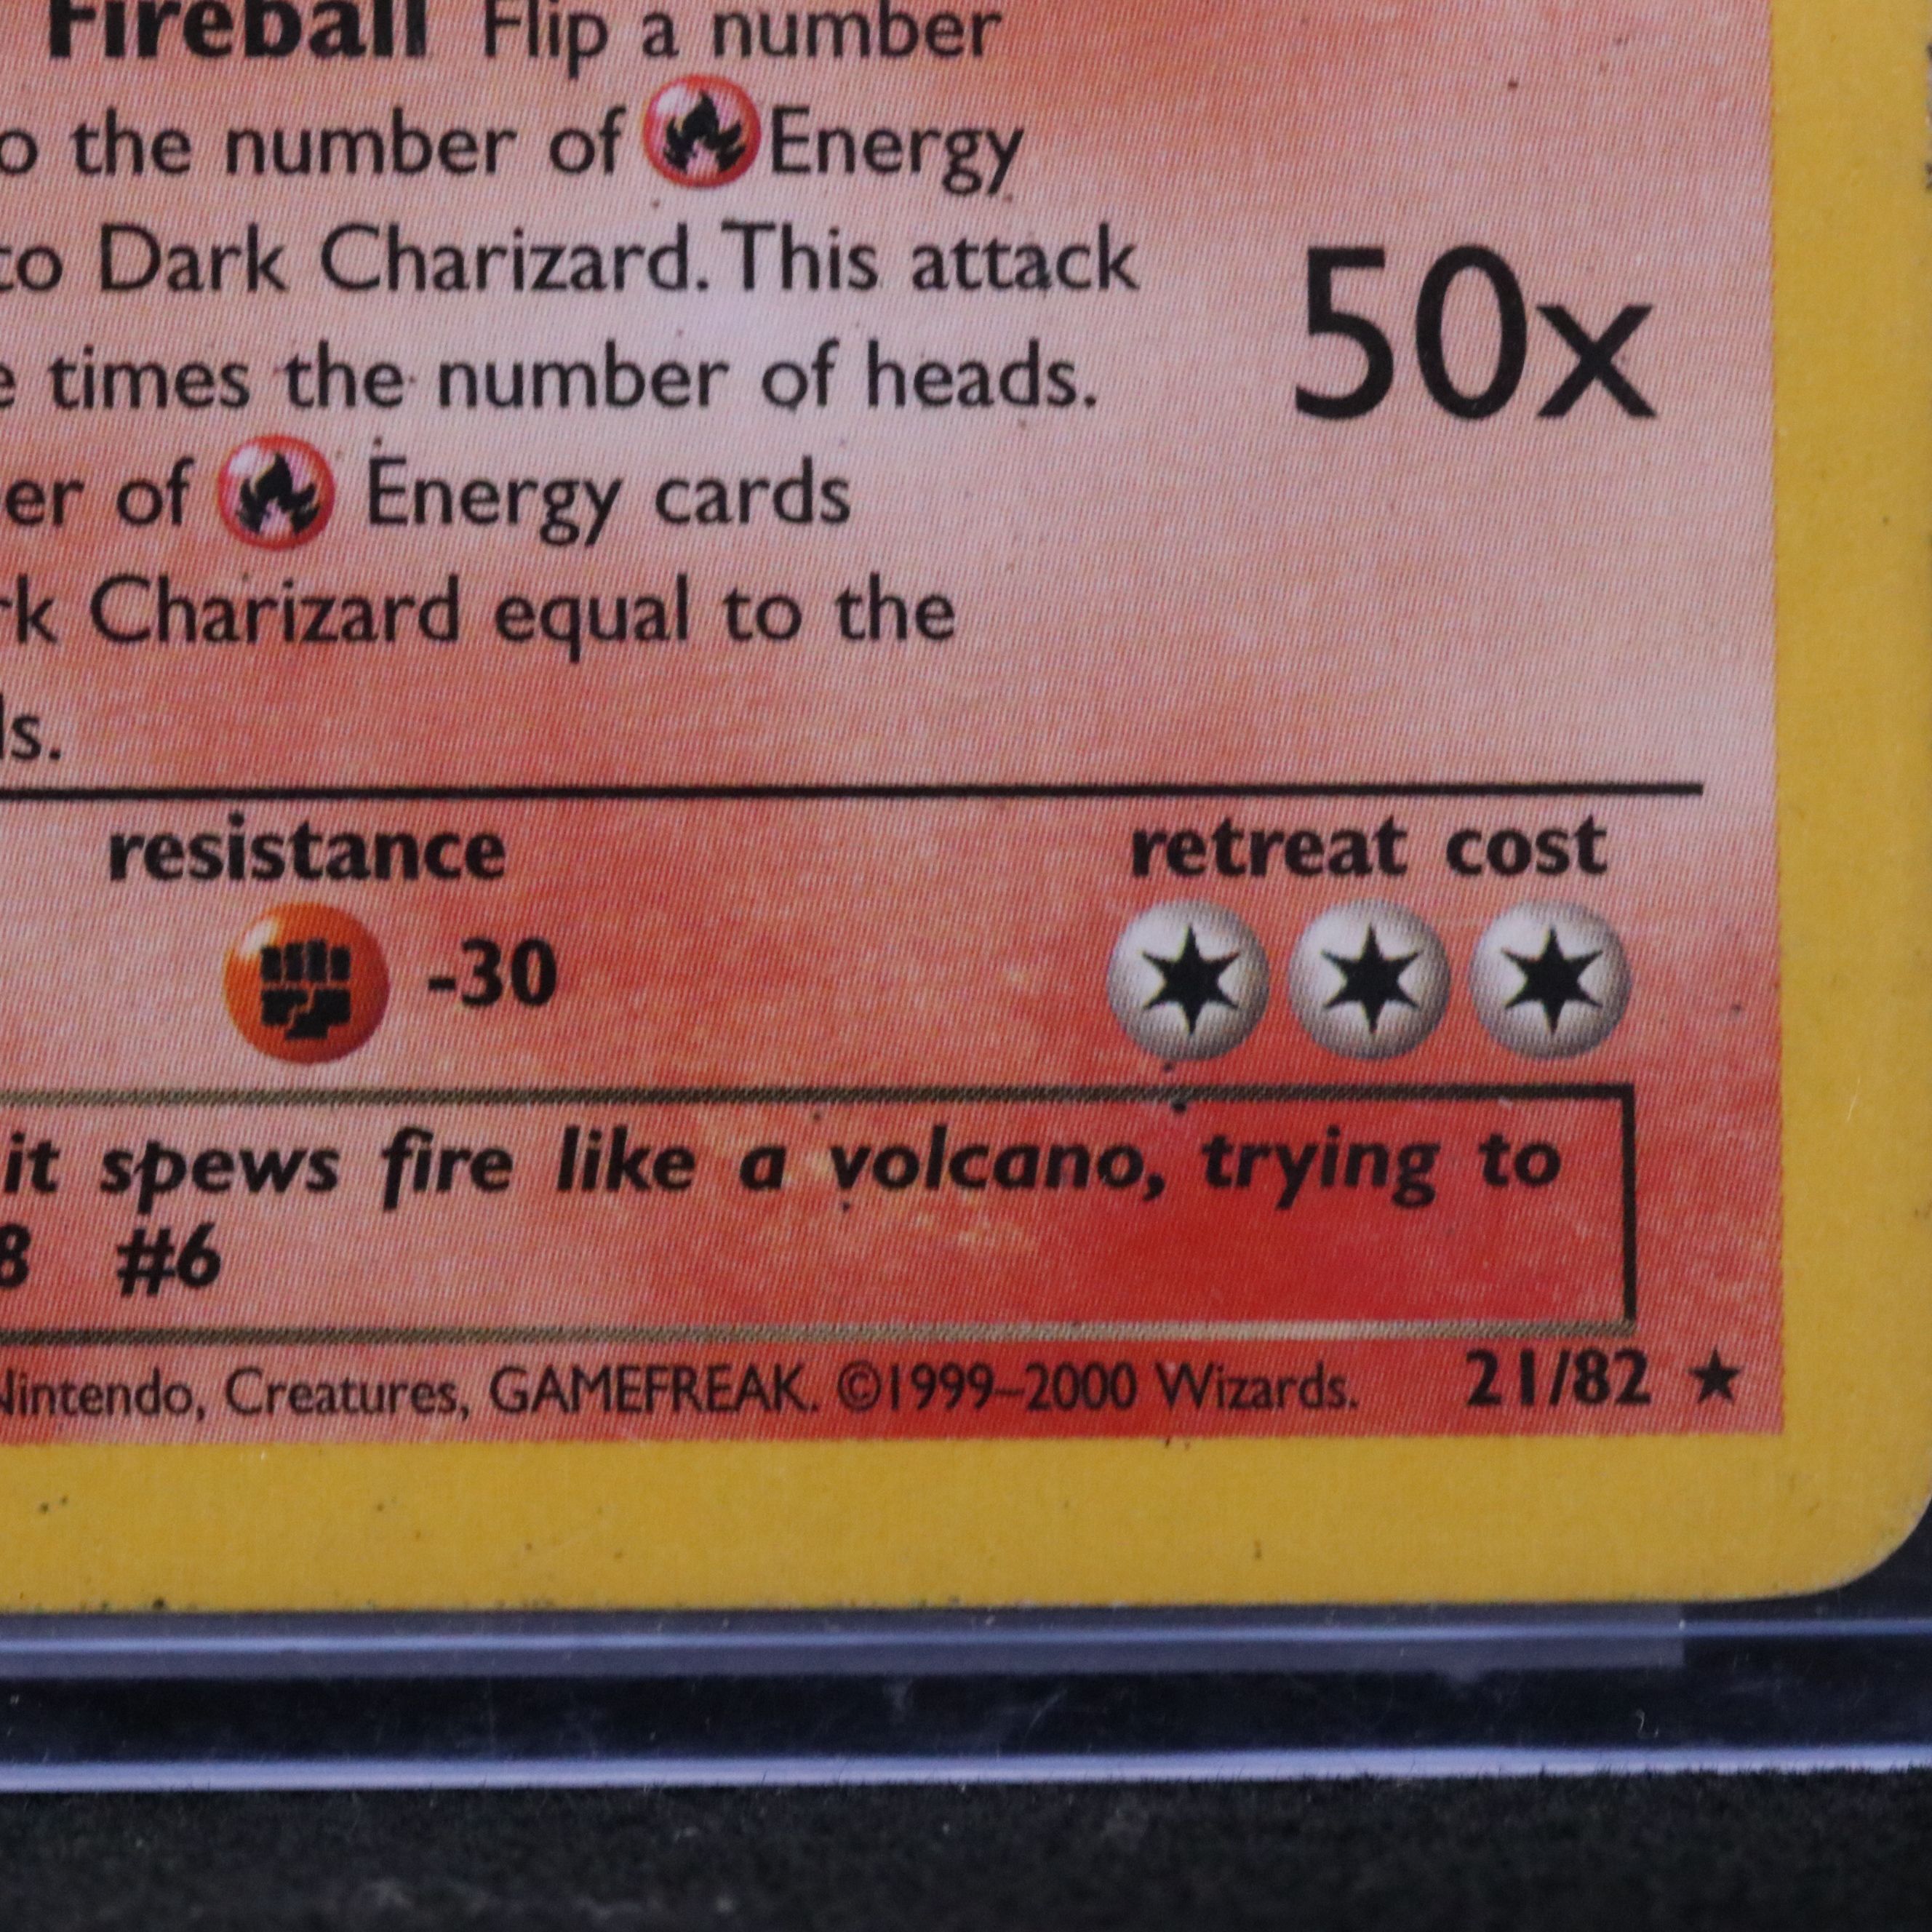 Fireball Flip a number
o the number of Energy
to Dark Charizard. This attack
50x
e times the number of heads.
er of Energy cards
rk Charizard equal to the
ls.
resistance retreat cost
-30
it spews fire like a volcano, trying to
8 #6
Nintendo, Creatures, GAMEFREAK. ©1999–2000 Wizards. 21/82 ★